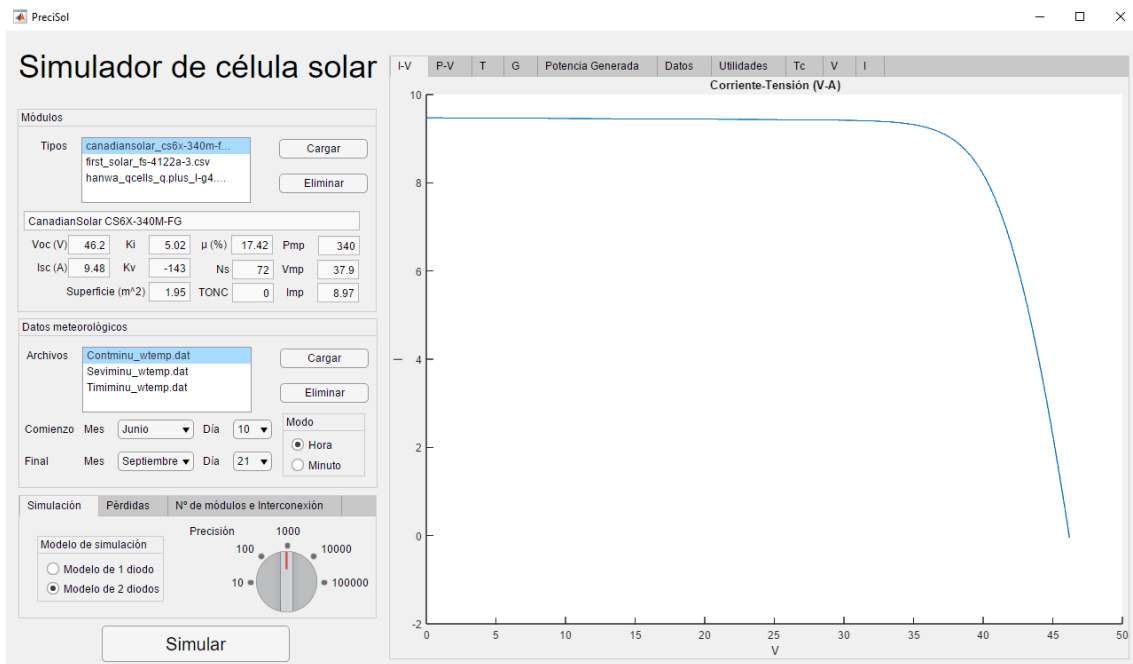 PreciSol
Simulador de célula solar
Módulos
Tipos
canadiansolar_cs6x-340m-f...
first_solar_fs-4122a-3.csv
hanwa_qcells_q.plus_l-g4....
Cargar
Eliminar
CanadianSolar CS6X-340M-FG
Voc (V) 46.2 Ki 5.02 μ (%) 17.42 Pmp 340
Isc (A) 9.48 Kv -143 Ns 72 Vmp 37.9
Superficie (m^2) 1.95 TONC 0 Imp 8.97
Datos meteorológicos
Archivos
Contminu_wtemp.dat
Seviminu_wtemp.dat
Timiminu_wtemp.dat
Cargar
Eliminar
Comienzo Mes Junio Día 10
Final Mes Septiembre Día 21
Modo
Hora
Minuto
Simulación Pérdidas Nº de módulos e Interconexión
Modelo de simulación
Modelo de 1 diodo
Modelo de 2 diodos
Precisión
10
100
1000
10000
100000
Simular
I-V P-V T G Potencia Generada Datos Utilidades Tc V I
Corriente-Tensión (V-A)
10
8
6
4
2
0
-2
I
0 5 10 15 20 25 30 35 40 45 50
V